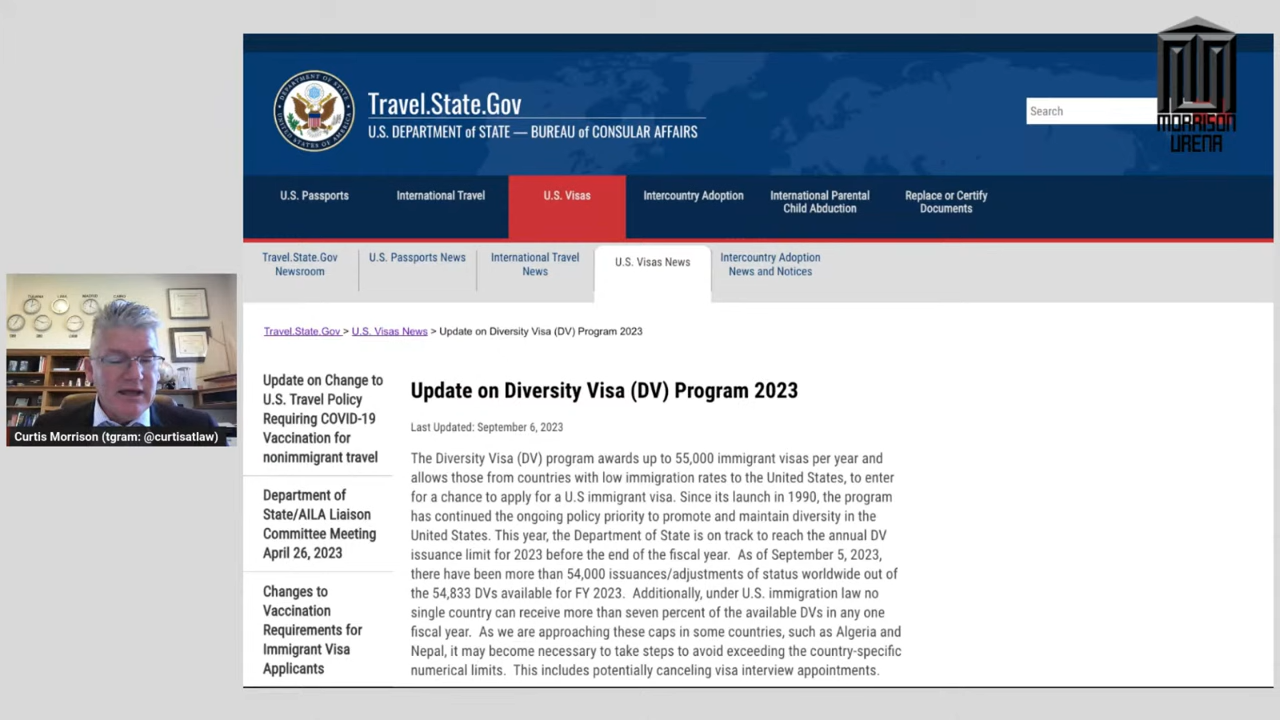 Travel.State.Gov
U.S. DEPARTMENT of STATE — BUREAU of CONSULAR AFFAIRS
Search
MORRISON
URENA
U.S. Passports
International Travel
U.S. Visas
Intercountry Adoption
International Parental
Child Abduction
Replace or Certify
Documents
Travel.State.Gov
Newsroom
U.S. Passports News
International Travel
News
U.S. Visas News
Intercountry Adoption
News and Notices
Travel.State.Gov > U.S. Visas News > Update on Diversity Visa (DV) Program 2023
Update on Change to
U.S. Travel Policy
Requiring COVID-19
Vaccination for
nonimmigrant travel
Department of
State/AILA Liaison
Committee Meeting
April 26, 2023
Changes to
Vaccination
Requirements for
Immigrant Visa
Applicants
Update on Diversity Visa (DV) Program 2023
Last Updated: September 6, 2023
The Diversity Visa (DV) program awards up to 55,000 immigrant visas per year and
allows those from countries with low immigration rates to the United States, to enter
for a chance to apply for a U.S immigrant visa. Since its launch in 1990, the program
has continued the ongoing policy priority to promote and maintain diversity in the
United States. This year, the Department of State is on track to reach the annual DV
issuance limit for 2023 before the end of the fiscal year.  As of September 5, 2023,
there have been more than 54,000 issuances/adjustments of status worldwide out of
the 54,833 DVs available for FY 2023.  Additionally, under U.S. immigration law no
single country can receive more than seven percent of the available DVs in any one
fiscal year.  As we are approaching these caps in some countries, such as Algeria and
Nepal, it may become necessary to take steps to avoid exceeding the country-specific
numerical limits.  This includes potentially canceling visa interview appointments.
Curtis Morrison (tgram: @curtisatlaw)